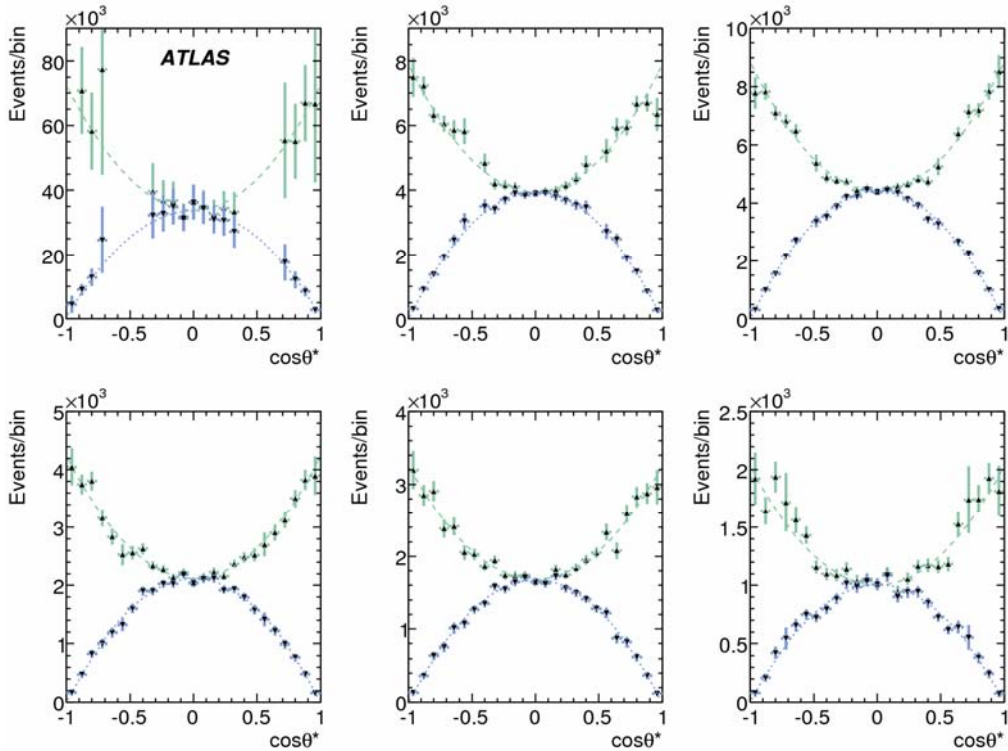 ×10³ ×10³ ×10³
Events/bin Events/bin Events/bin
ATLAS
80 60 40 20 0
8 6 4 2 0
10 8 6 4 2 0
-1 -0.5 0 0.5 1
-1 -0.5 0 0.5 1
-1 -0.5 0 0.5 1
cosθ* cosθ* cosθ*
×10³ ×10³ ×10³
Events/bin Events/bin Events/bin
5 4 3 2 1 0
4 3 2 1 0
2.5 2 1.5 1 0.5 0
-1 -0.5 0 0.5 1
-1 -0.5 0 0.5 1
-1 -0.5 0 0.5 1
cosθ* cosθ* cosθ*